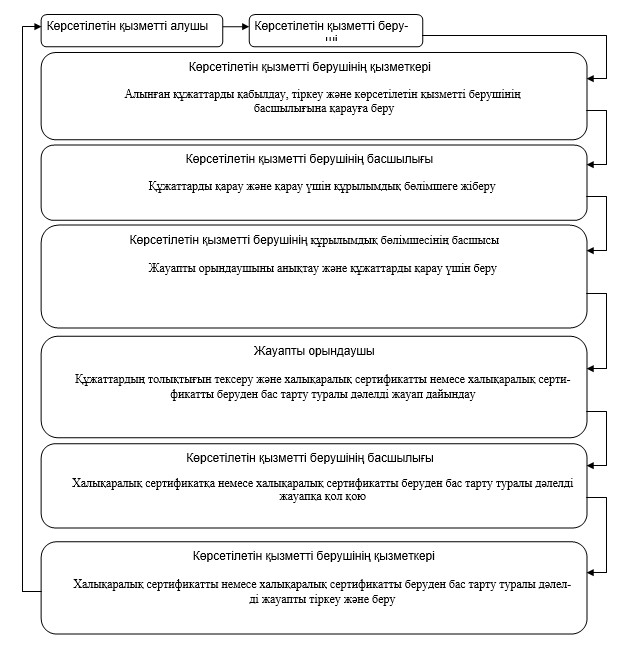 Көрсетілетін қызметті алушы
Көрсетілетін қызметті беру-
ші
Көрсетілетін қызметті берушінің қызметкері
Алынған құжаттарды қабылдау, тіркеу және көрсетілетін қызметті берушінің
басшылығына қарауға беру
Көрсетілетін қызметті берушінің басшылығы
Құжаттарды қарау және қарау үшін құрылымдық бөлімшеге жіберу
Көрсетілетін қызметті берушінің құрылымдық бөлімшесінің басшысы
Жауапты орындаушыны анықтау және құжаттарды қарау үшін беру
Жауапты орындаушы
Құжаттардың толықтығын тексеру және халықаралық сертификатты немесе халықаралық серти-
фикатты беруден бас тарту туралы дәлелді жауап дайындау
Көрсетілетін қызметті берушінің басшылығы
Халықаралық сертификатқа немесе халықаралық сертификатты беруден бас тарту туралы дәлелді
жауапқа қол қою
Көрсетілетін қызметті берушінің қызметкері
Халықаралық сертификатты немесе халықаралық сертификатты беруден бас тарту туралы дәлел-
ді жауапты тіркеу және беру